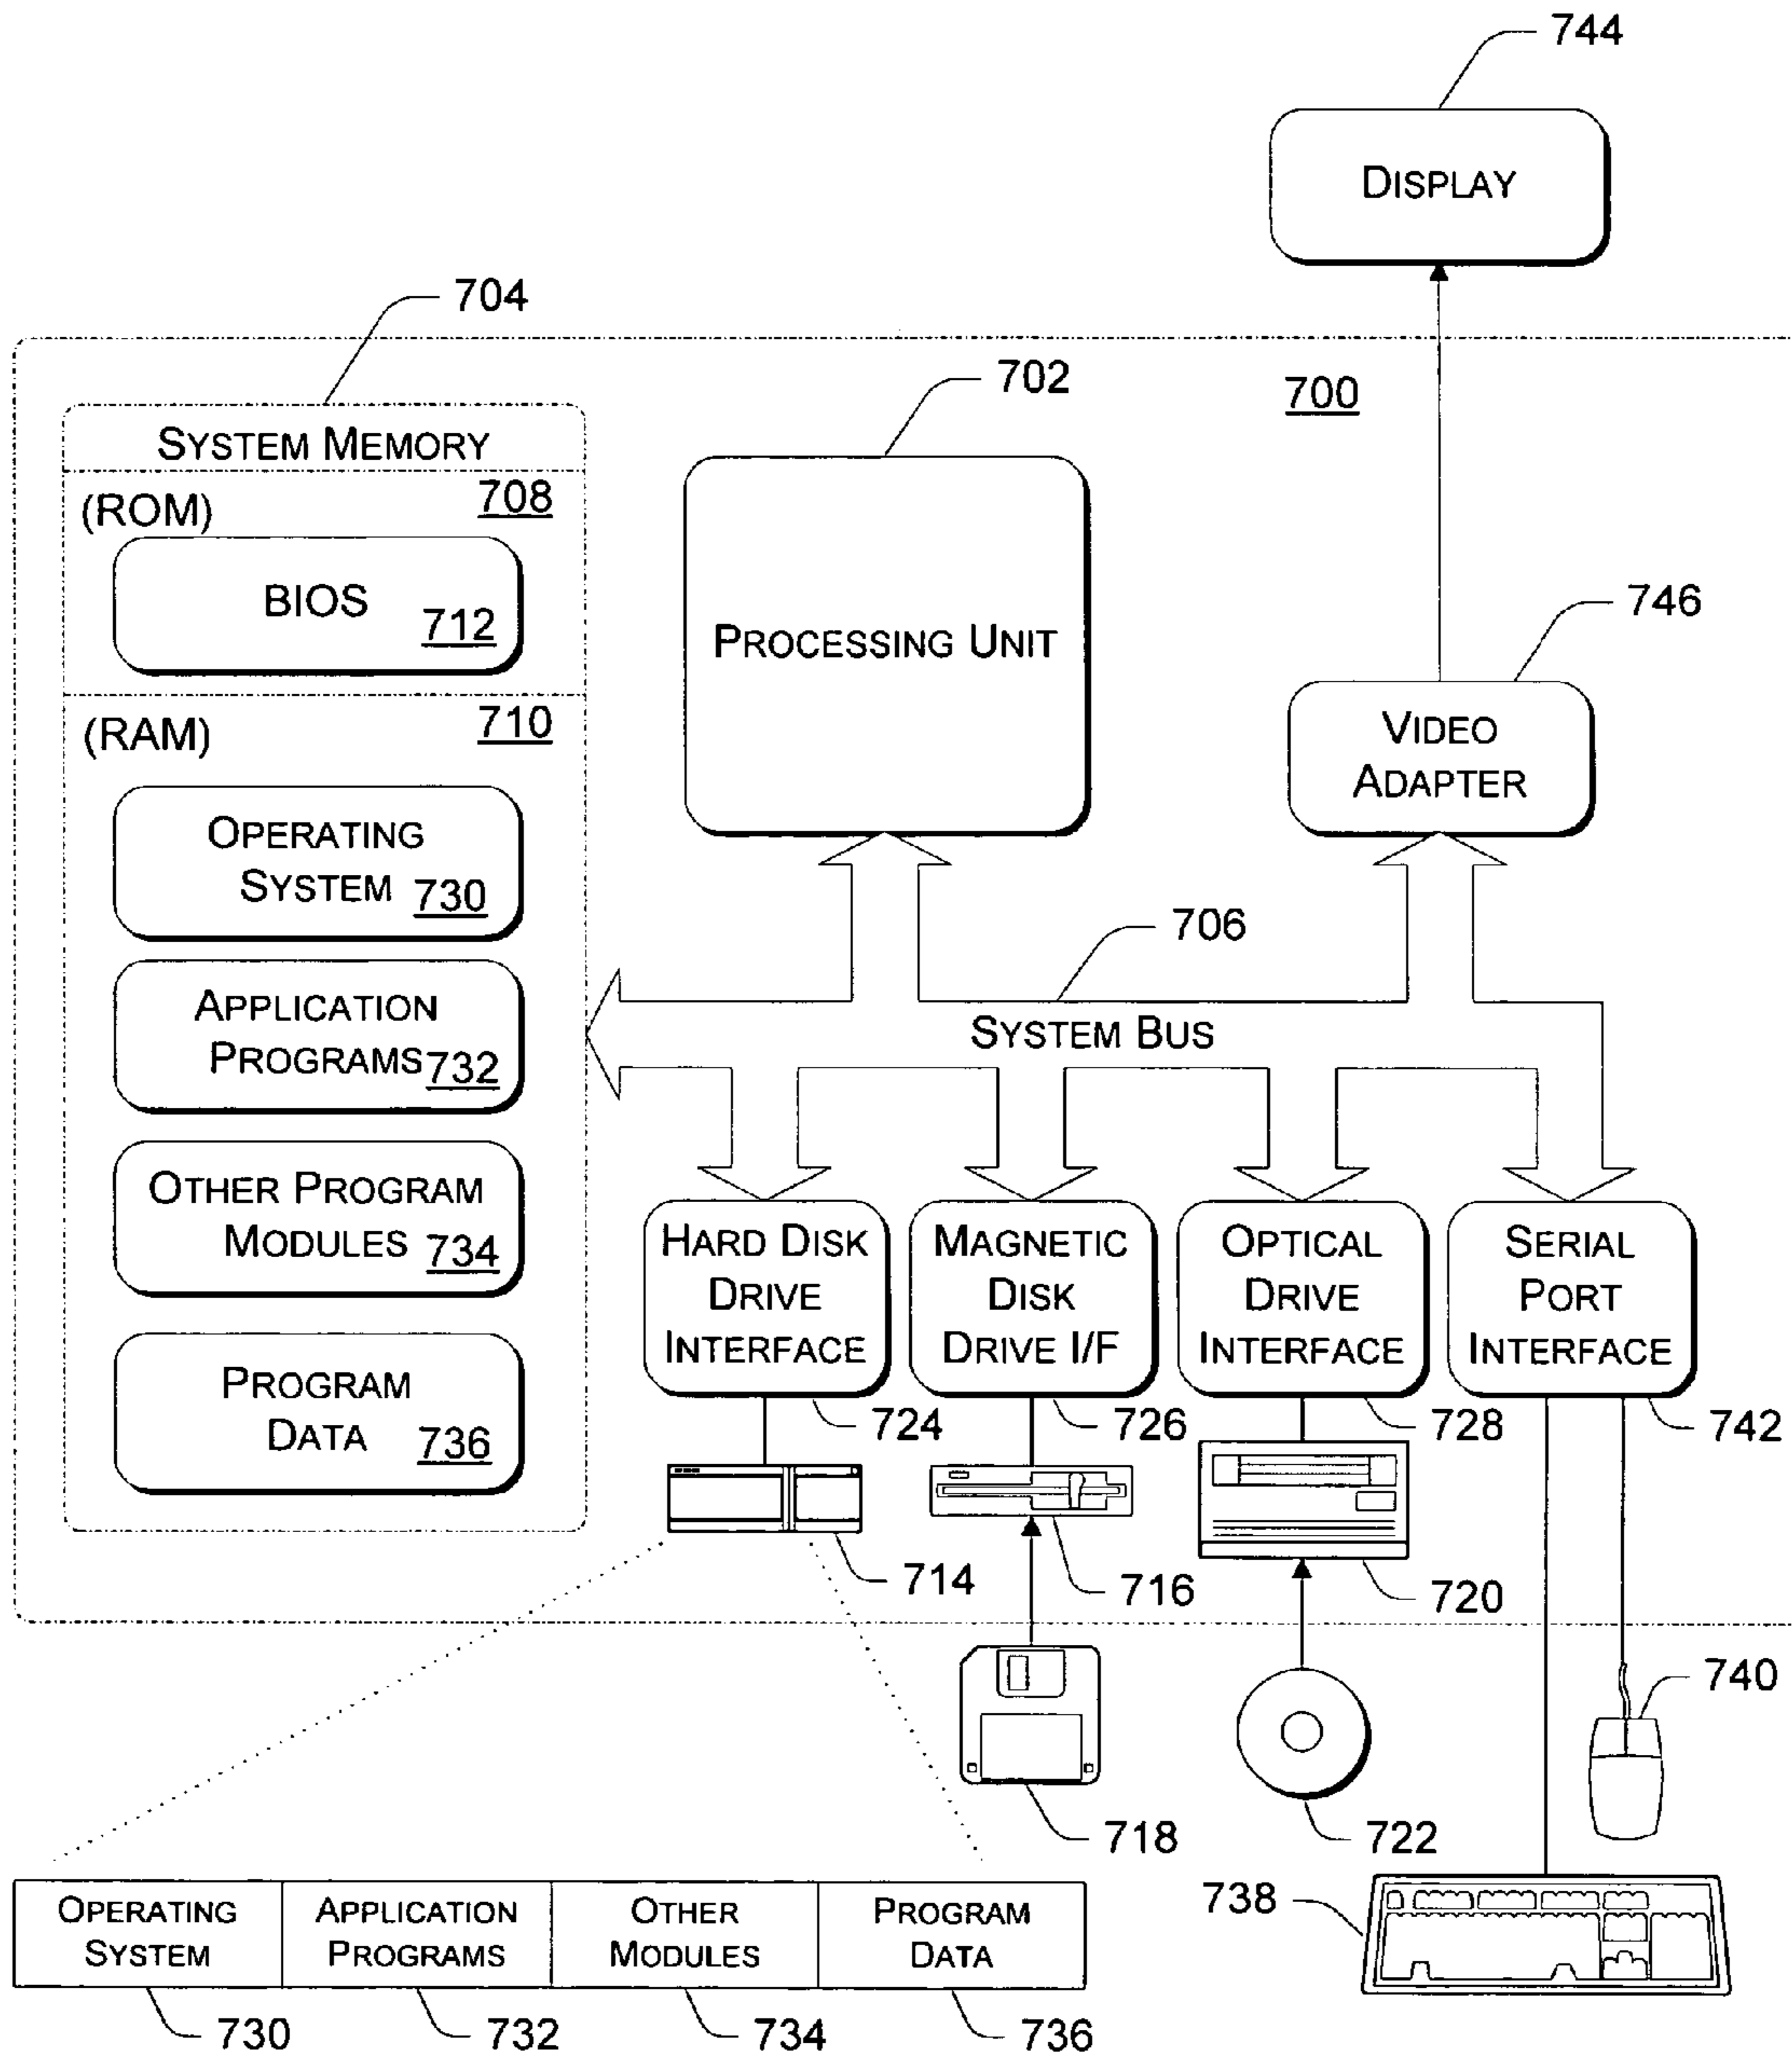 744
DISPLAY
704
702
700
SYSTEM MEMORY
(ROM)
708
BIOS
712
PROCESSING UNIT
746
(RAM)
710
VIDEO
ADAPTER
OPERATING
SYSTEM
730
706
APPLICATION
PROGRAMS
732
SYSTEM BUS
OTHER PROGRAM
MODULES
734
HARD DISK
DRIVE
INTERFACE
MAGNETIC
DISK
DRIVE I/F
OPTICAL
DRIVE
INTERFACE
SERIAL
PORT
INTERFACE
PROGRAM
DATA
736
724
726
728
742
714
716
720
740
718
722
738
OPERATING
SYSTEM
APPLICATION
PROGRAMS
OTHER
MODULES
PROGRAM
DATA
730
732
734
736